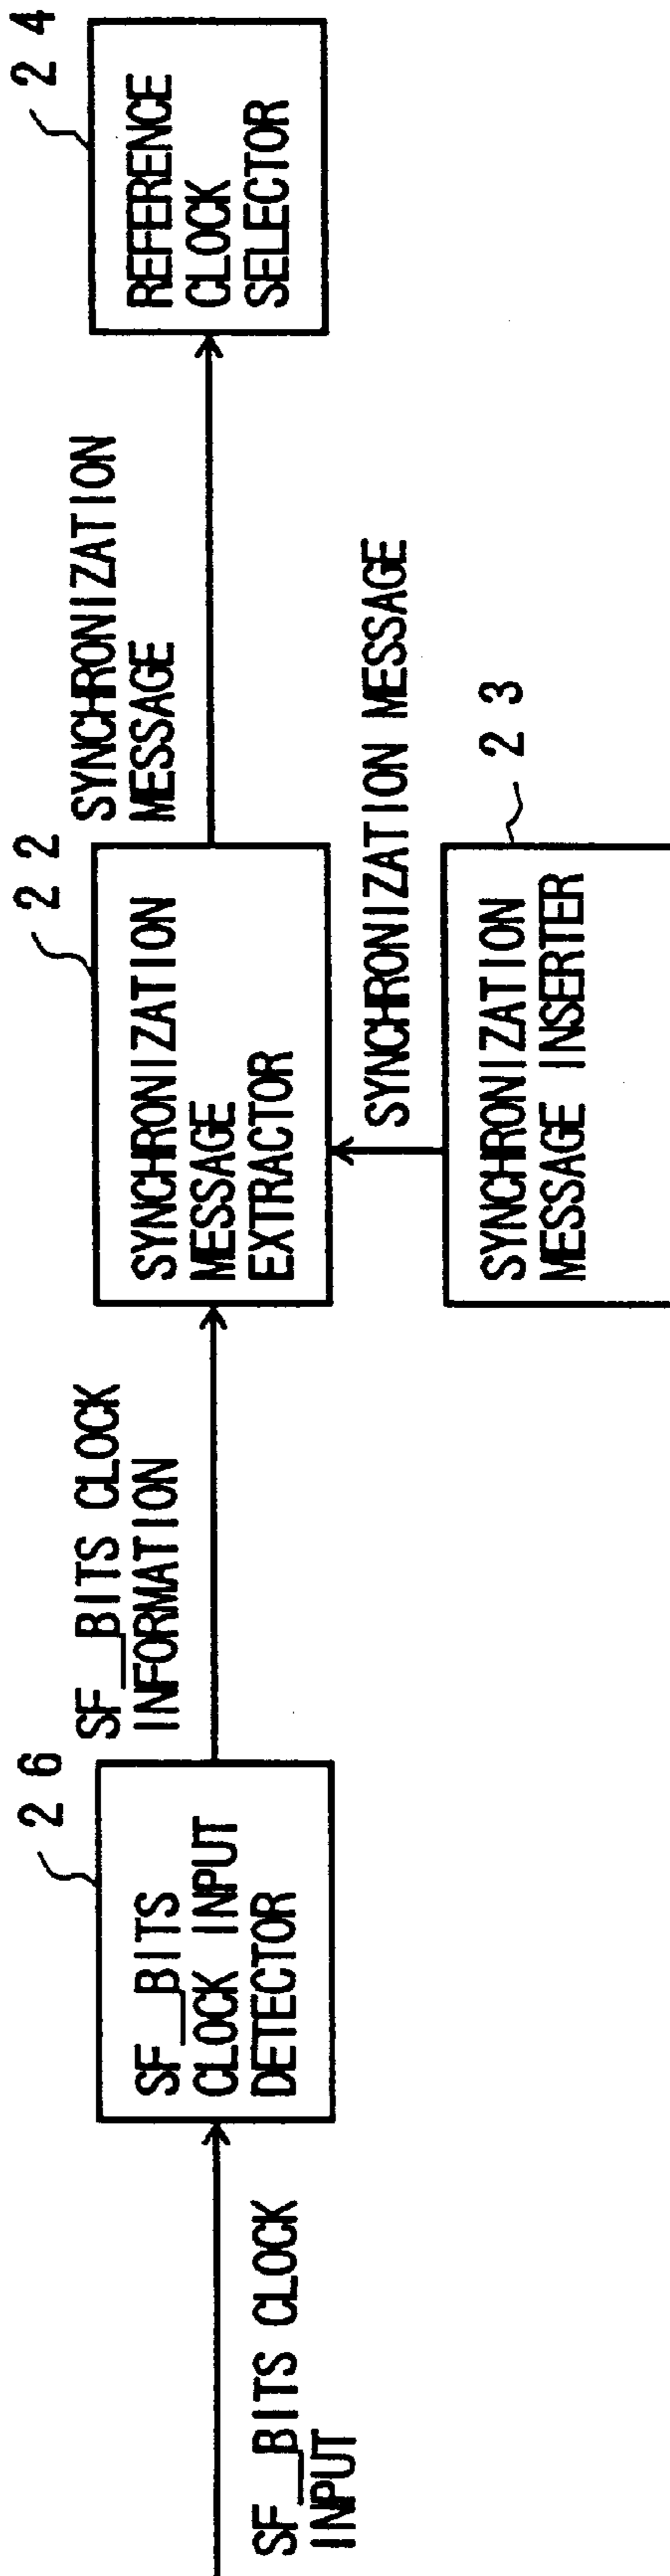 SF_BITS CLOCK
INPUT
26
SF_BITS
CLOCK INPUT
DETECTOR
SF_BITS CLOCK
INFORMATION
22
SYNCHRONIZATION
MESSAGE
EXTRACTOR
SYNCHRONIZATION MESSAGE
23
SYNCHRONIZATION
MESSAGE INSERTER
SYNCHRONIZATION
MESSAGE
24
REFERENCE
CLOCK
SELECTOR